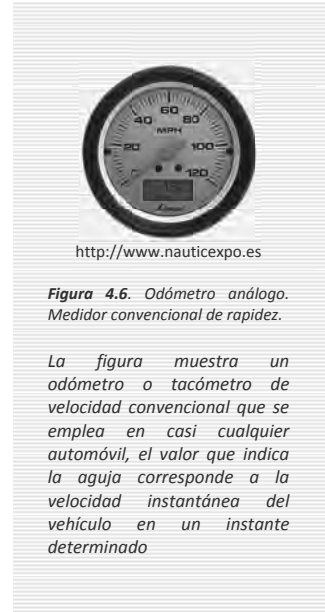 60
40 80
MPH
20 100
120
http://www.nauticexpo.es
Figura 4.6. Odómetro análogo.
Medidor convencional de rapidez.
La figura muestra un
odómetro o tacómetro de
velocidad convencional que se
emplea en casi cualquier
automóvil, el valor que indica
la aguja corresponde a la
velocidad instantánea del
vehículo en un instante
determinado